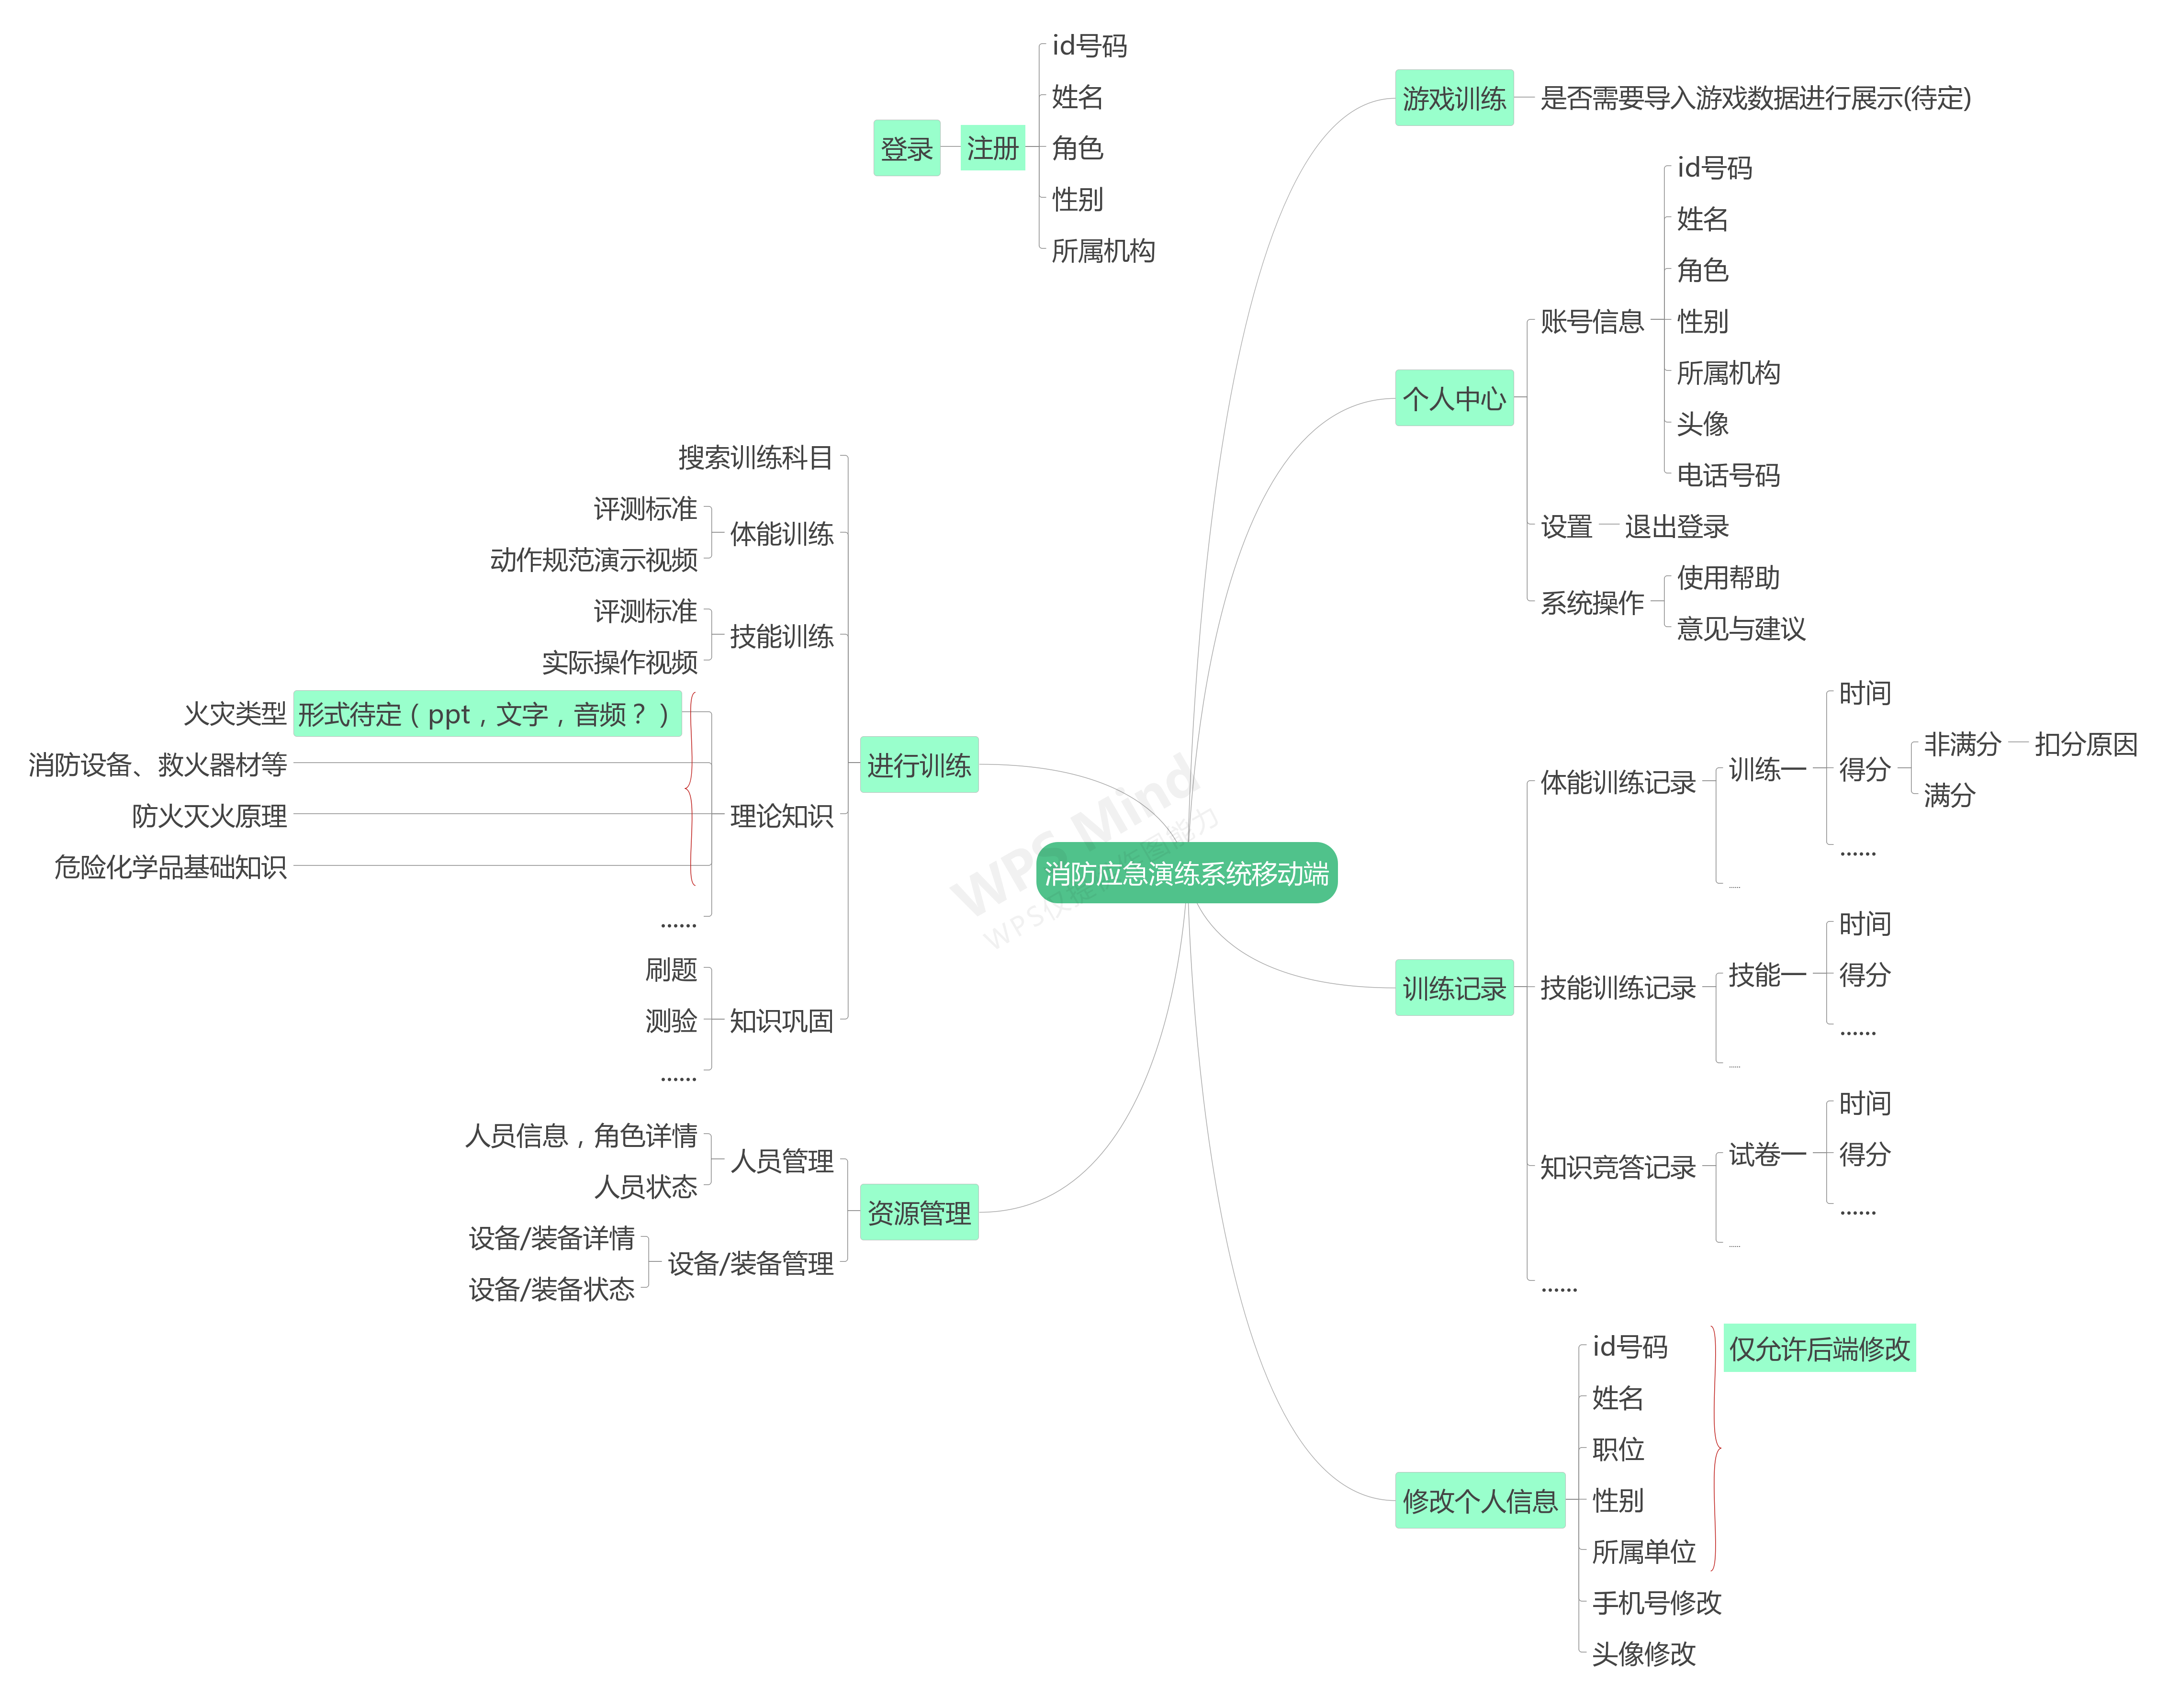 登录
注册
id号码
姓名
角色
性别
所属机构
消防应急演练系统移动端
游戏训练
是否需要导入游戏数据进行展示(待定)
个人中心
账号信息
id号码
姓名
角色
性别
所属机构
头像
电话号码
设置
退出登录
系统操作
使用帮助
意见与建议
训练记录
体能训练记录
训练一
时间
得分
非满分
扣分原因
满分
......
......
技能训练记录
技能一
时间
得分
......
......
知识竞答记录
试卷一
时间
得分
......
......
......
修改个人信息
id号码
姓名
职位
性别
所属单位
手机号修改
头像修改
仅允许后端修改
进行训练
搜索训练科目
体能训练
评测标准
动作规范演示视频
技能训练
评测标准
实际操作视频
理论知识
形式待定（ppt，文字，音频？）
火灾类型
消防设备、救火器材等
防火灭火原理
危险化学品基础知识
......
知识巩固
刷题
测验
......
资源管理
人员管理
人员信息，角色详情
人员状态
设备/装备管理
设备/装备详情
设备/装备状态
WPS Mind